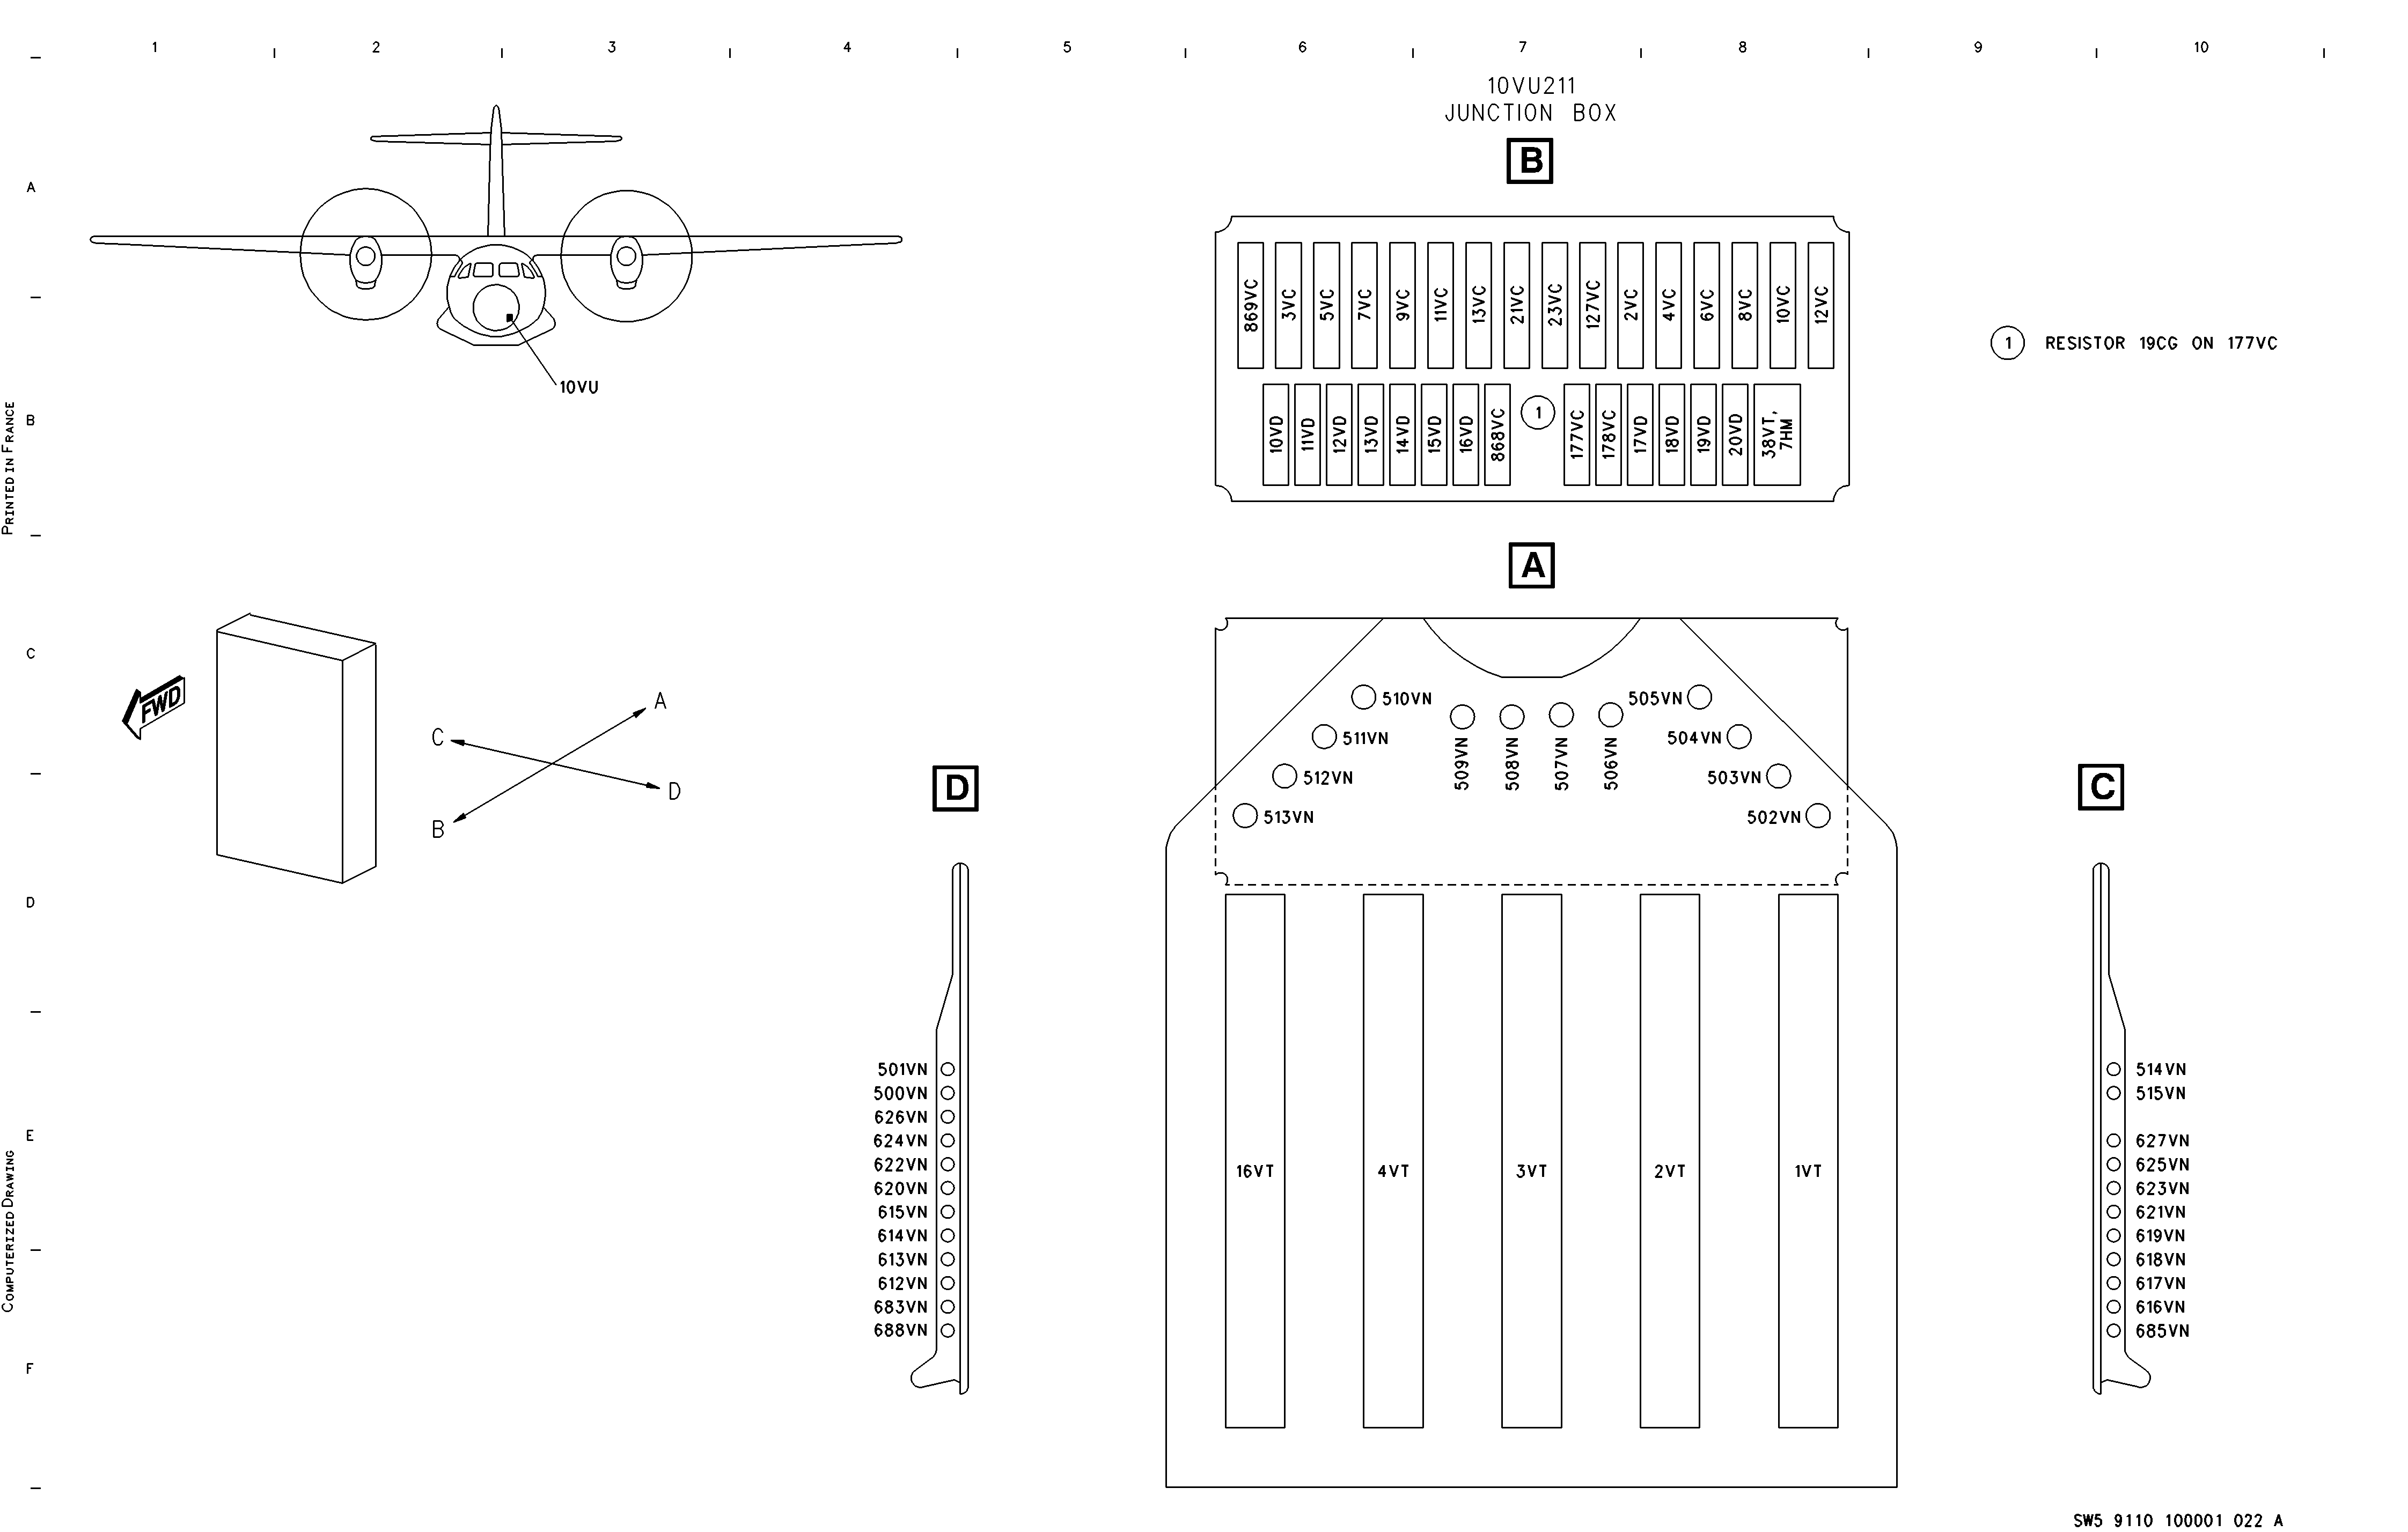 1 2 3 4 5 6 7 8 9 10
10VU211
JUNCTION BOX
B
A
869VC 3VC 5VC 7VC 9VC 11VC 13VC 21VC 23VC 127VC 2VC 4VC 6VC 8VC 10VC 12VC
1 RESISTOR 19CG ON 177VC
10VU
B
10VD 11VD 12VD 13VD 14VD 15VD 16VD 868VC 1 177VC 178VC 17VD 18VD 19VD 20VD 38VT,
7HM
PRINTED IN FRANCE
A
C
FWD
A
C
D
B
510VN
511VN
512VN
513VN
509VN 508VN 507VN 506VN
505VN
504VN
503VN
502VN
D
C
D
501VN
500VN
626VN
624VN
622VN
620VN
615VN
614VN
613VN
612VN
683VN
688VN
16VT 4VT 3VT 2VT 1VT
514VN
515VN
627VN
625VN
623VN
621VN
619VN
618VN
617VN
616VN
685VN
E
COMPUTERIZED DRAWING
F
SW5 9110 100001 022 A